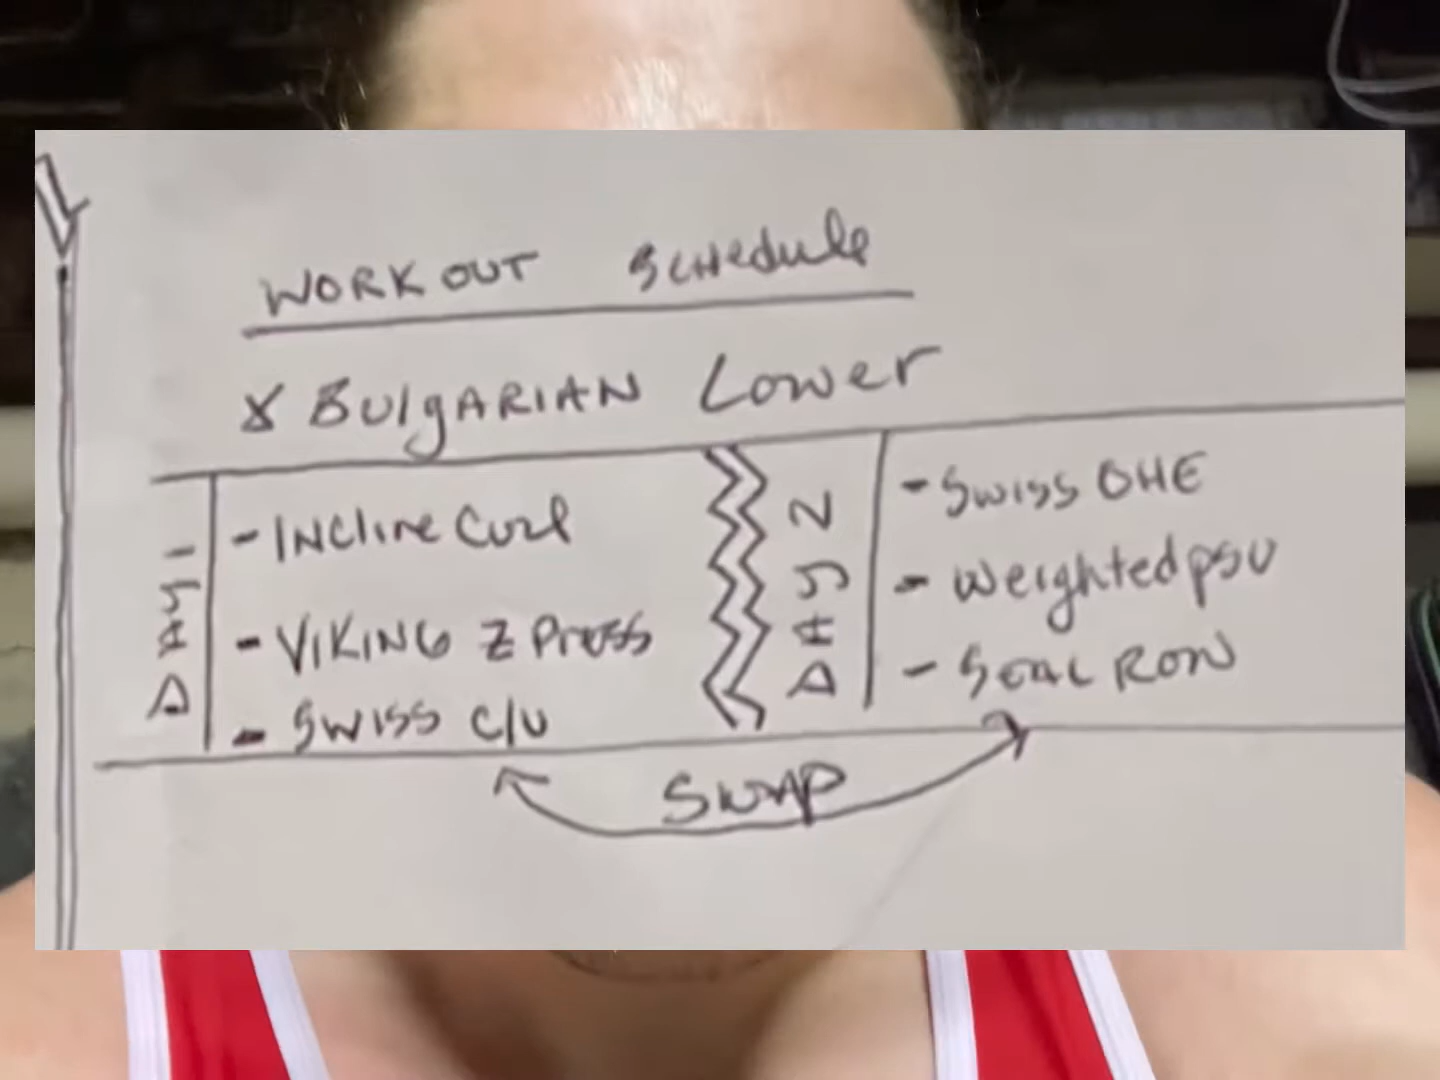 WORKOUT Schedule
* BUlgARIAN Lower
DAY 1
- INCline Curl
- VIKING Z Press
- SWISS C/U
DAY 2
- SWISS OHE
- Weighted PSU
- SEAL ROW
SWAP